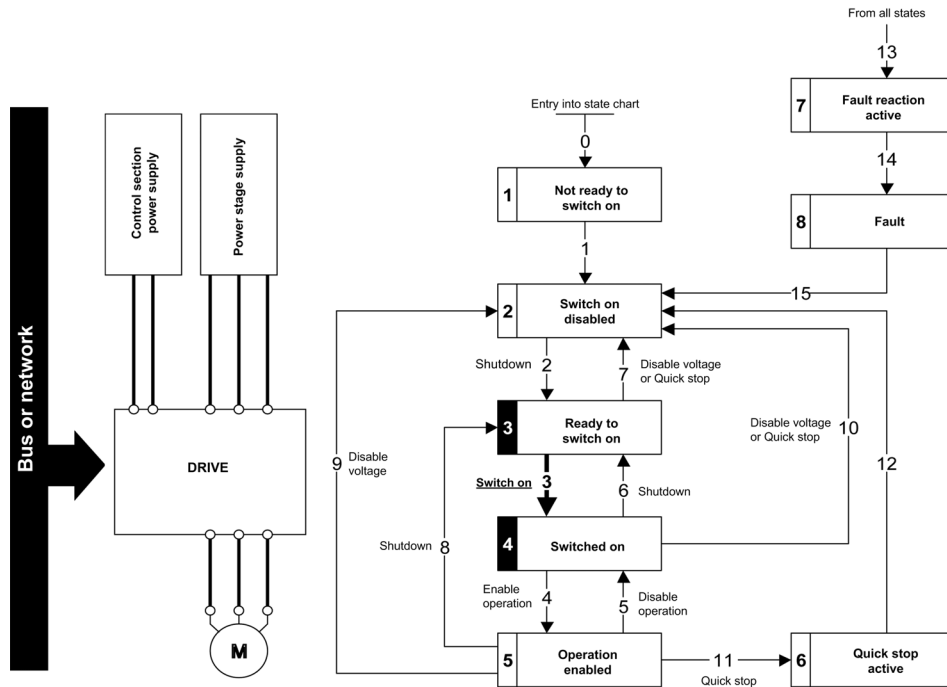 Bus or network
Control section
power supply
Power stage supply
DRIVE
M
Entry into state chart
0
1
Not ready to
switch on
1
2
Switch on
disabled
Shutdown
2
7
Disable voltage
or Quick stop
3
Ready to
switch on
Switch on
3
6
Shutdown
4
Switched on
Enable
operation
4
5
Disable
operation
5
Operation
enabled
9
Disable
voltage
Shutdown
8
11
Quick stop
6
Quick stop
active
Disable voltage
or Quick stop
10
12
From all states
13
7
Fault reaction
active
14
8
Fault
15